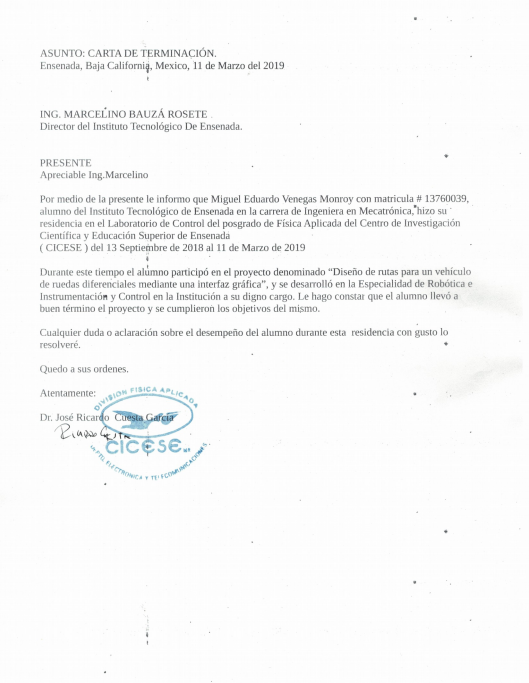 ASUNTO: CARTA DE TERMINACIÓN.
Ensenada, Baja California, Mexico, 11 de Marzo del 2019
ING. MARCELINO BAUZÁ ROSETE
Director del Instituto Tecnológico De Ensenada.
PRESENTE
Apreciable Ing.Marcelino
Por medio de la presente le informo que Miguel Eduardo Venegas Monroy con matricula # 13760039,
alumno del Instituto Tecnológico de Ensenada en la carrera de Ingeniera en Mecatrónica, hizo su
residencia en el Laboratorio de Control del posgrado de Física Aplicada del Centro de Investigación
Científica y Educación Superior de Ensenada
( CICESE ) del 13 Septiembre de 2018 al 11 de Marzo de 2019
Durante este tiempo el alumno participó en el proyecto denominado “Diseño de rutas para un vehículo
de ruedas diferenciales mediante una interfaz gráfica”, y se desarrolló en la Especialidad de Robótica e
Instrumentación y Control en la Institución a su digno cargo. Le hago constar que el alumno llevó a
buen término el proyecto y se cumplieron los objetivos del mismo.
Cualquier duda o aclaración sobre el desempeño del alumno durante esta residencia con gusto lo
resolveré.
Quedo a sus ordenes.
Atentamente:
DIVISION FISICA APLICADA
Dr. José Ricardo Cuesta García
CICESE
ELECTRONICA Y TELECOMUNICACIONES